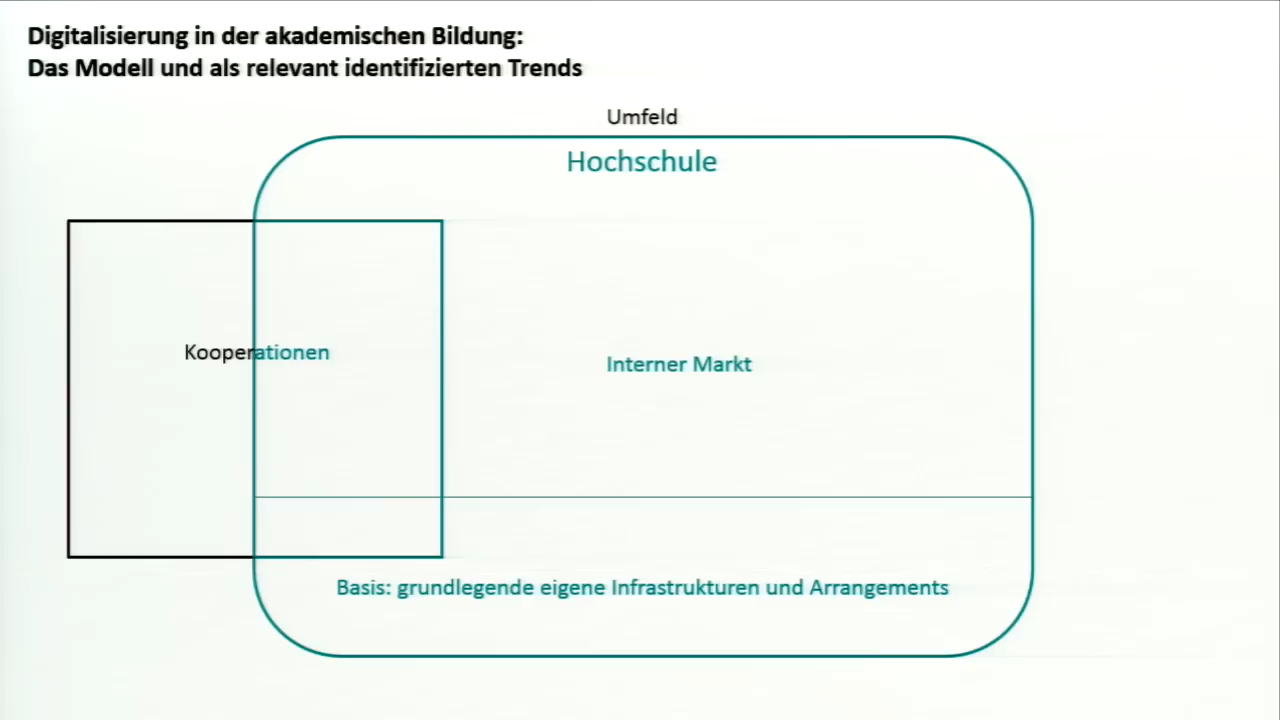 Digitalisierung in der akademischen Bildung:
Das Modell und als relevant identifizierten Trends
Umfeld
Hochschule
Kooperationen
Interner Markt
Basis: grundlegende eigene Infrastrukturen und Arrangements